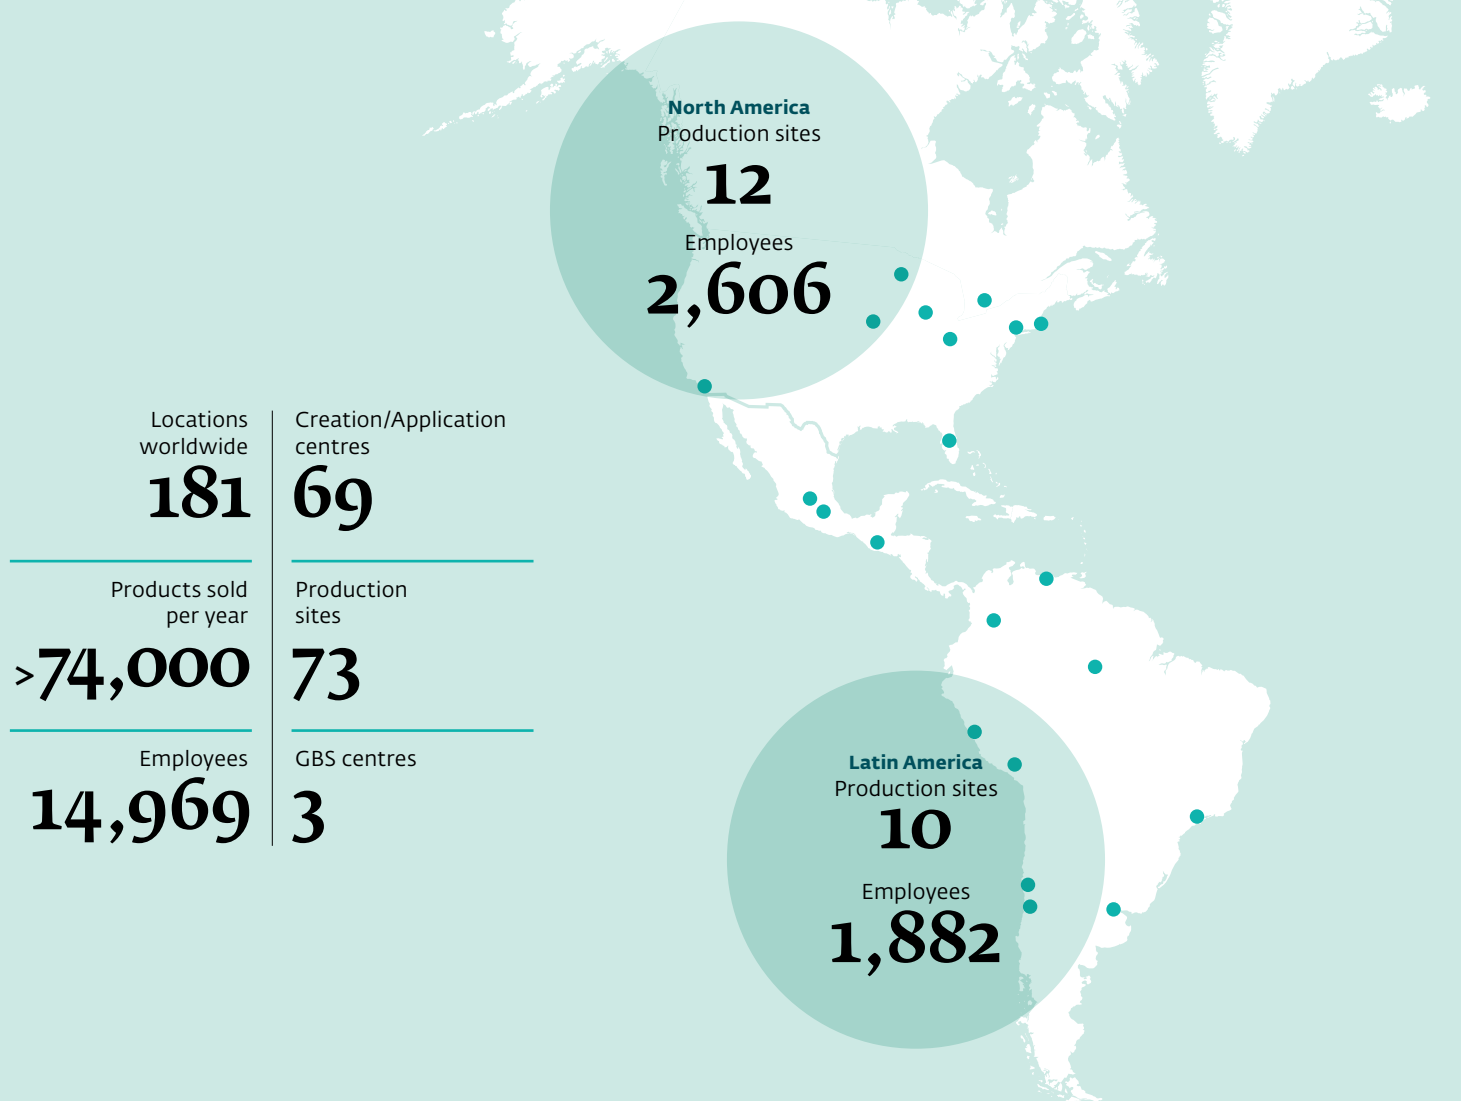 North America
Production sites
12
Employees
2,606
Locations
worldwide
181
Creation/Application
centres
69
Products sold
per year
>74,000
Production
sites
73
Employees
14,969
GBS centres
3
Latin America
Production sites
10
Employees
1,882